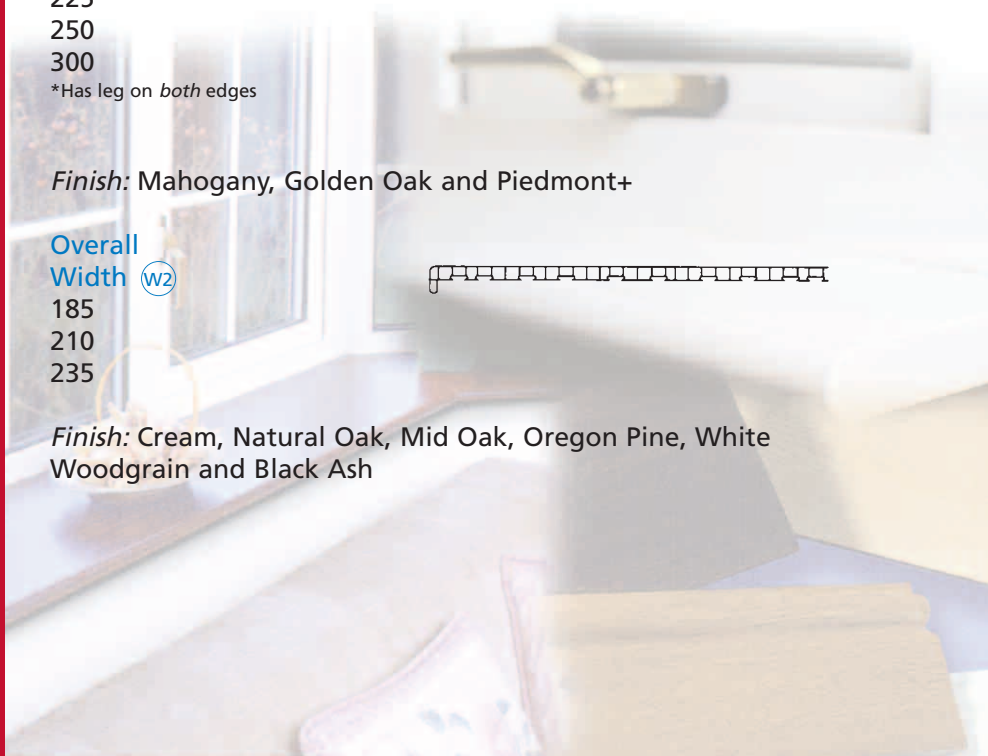 225
250
300
*Has leg on both edges
Finish: Mahogany, Golden Oak and Piedmont+
Overall
Width W2
185
210
235
Finish: Cream, Natural Oak, Mid Oak, Oregon Pine, White
Woodgrain and Black Ash